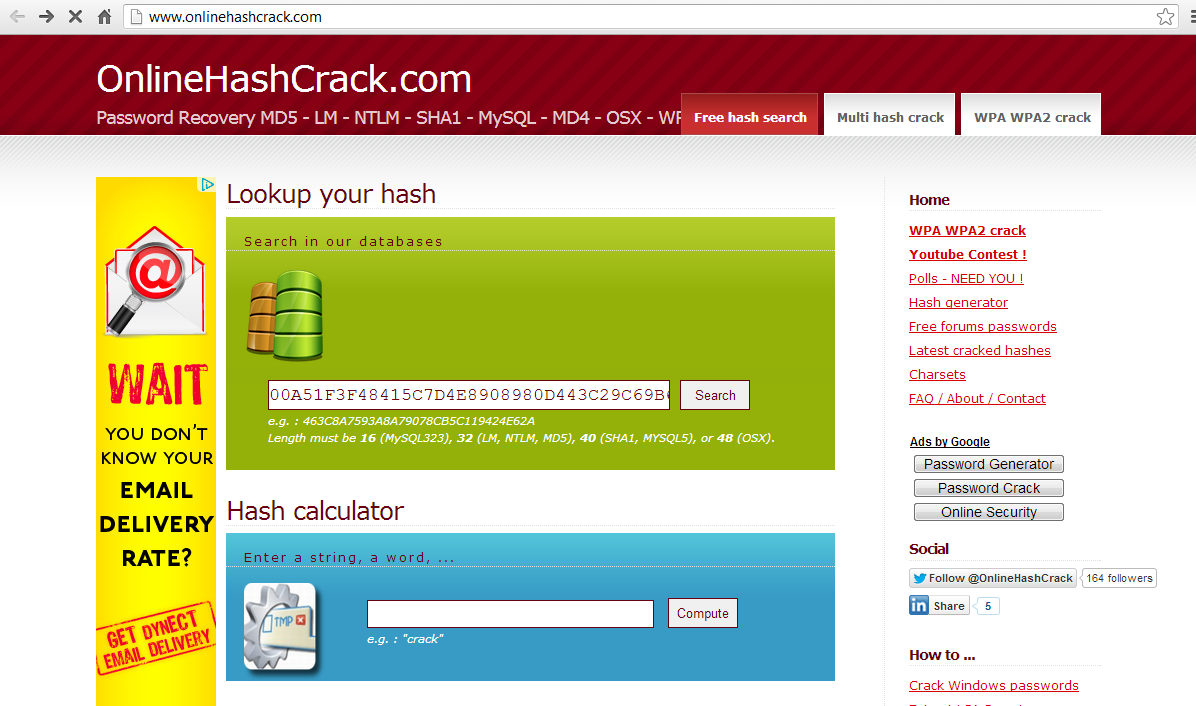 www.onlinehashcrack.com
OnlineHashCrack.com
Password Recovery MD5 - LM - NTLM - SHA1 - MySQL - MD4 - OSX -
Free hash search
Multi hash crack
WPA WPA2 crack
WAIT
YOU DON'T
KNOW YOUR
EMAIL
DELIVERY
RATE?
GET DYNECT
EMAIL DELIVERY
Lookup your hash
Search in our databases
00A51F3F48415C7D4E8908980D443C29C69B
Search
e.g. : 463C8A7593A8A79078CB5C119424E62A
Length must be 16 (MySQL323), 32 (LM, NTLM, MD5), 40 (SHA1, MYSQL5), or 48 (OSX).
Hash calculator
Enter a string, a word, ...
TMP
Compute
e.g. : "crack"
Home
WPA WPA2 crack
Youtube Contest !
Polls - NEED YOU !
Hash generator
Free forums passwords
Latest cracked hashes
Charsets
FAQ / About / Contact
Ads by Google
Password Generator
Password Crack
Online Security
Social
Follow @OnlineHashCrack
164 followers
in Share
5
How to ...
Crack Windows passwords